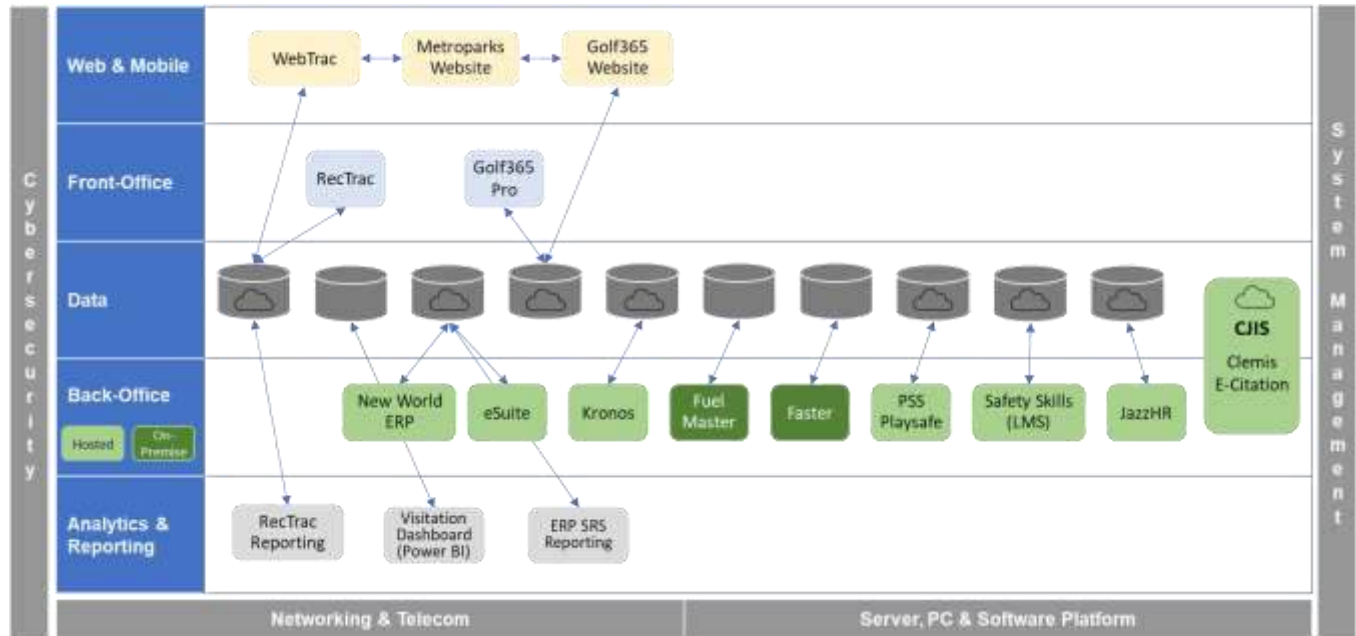 Web & Mobile
WebTrac
Metroparks
Website
Golf365
Website
Front-Office
RecTrac
Golf365
Pro
Data
CJIS
Clemis
E-Citation
Back-Office
Hosted
On-
Premise
New World
ERP
eSuite
Kronos
Fuel
Master
Faster
PSS
Playsafe
Safety Skills
(LMS)
JazzHR
Analytics &
Reporting
RecTrac
Reporting
Visitation
Dashboard
(Power BI)
ERP SRS
Reporting
Cybersecurity
System Management
Networking & Telecom
Server, PC & Software Platform